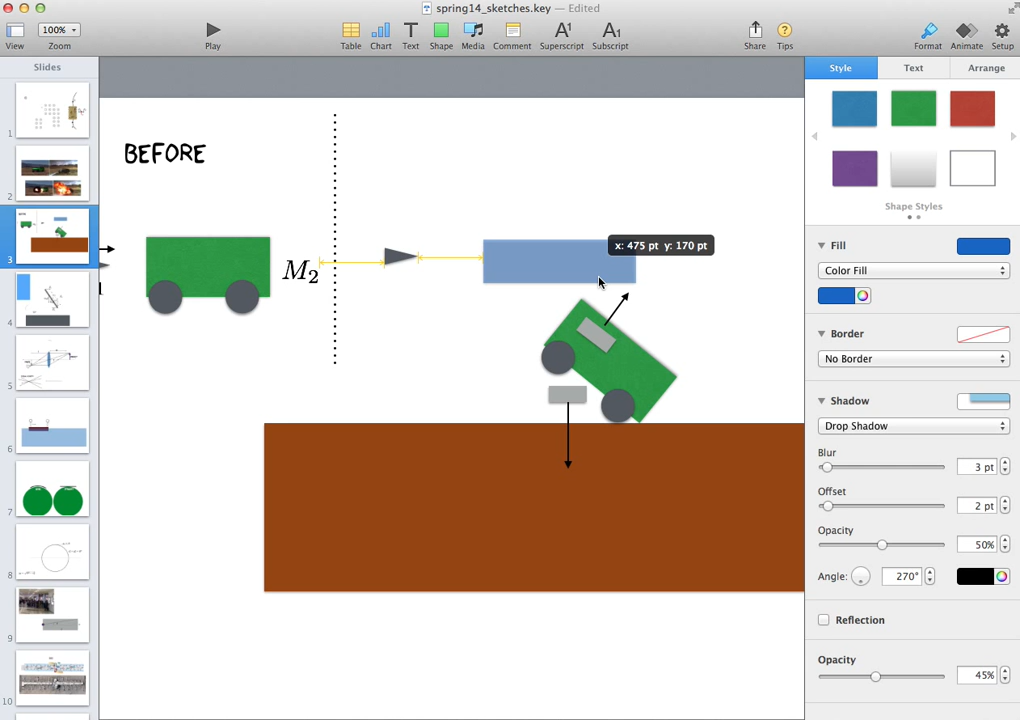 spring14_sketches.key — Edited
100%
View
Zoom
Play
Table
Chart
Text
Shape
Media
Comment
Superscript
Subscript
Share
Tips
Format
Animate
Setup
Slides
Style
Text
Arrange
1
2
3
4
5
6
7
8
9
10
BEFORE
M2
x: 475 pt y: 170 pt
Shape Styles
Fill
Color Fill
Border
No Border
Shadow
Drop Shadow
Blur
3 pt
Offset
2 pt
Opacity
50%
Angle:
270°
Reflection
Opacity
45%